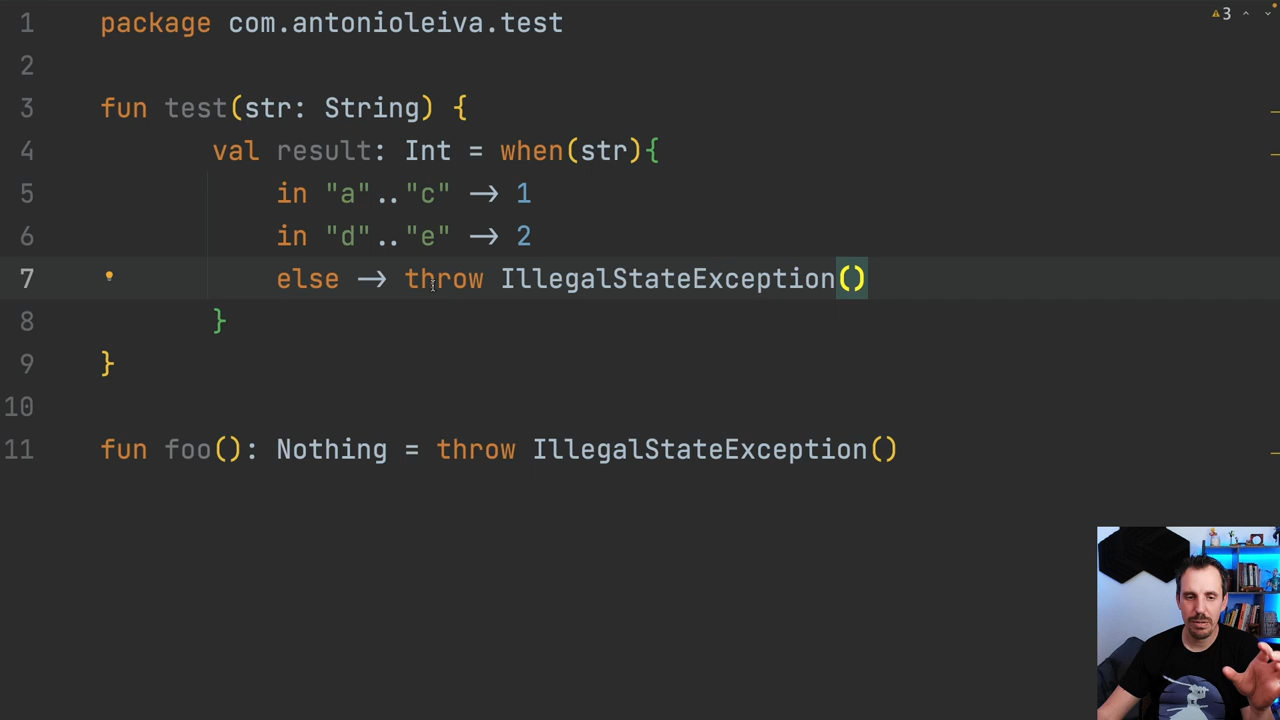 1 package com.antonioleiva.test
3
2
3 fun test(str: String) {
4 val result: Int = when(str){
5 in "a".."c" -> 1
6 in "d".."e" -> 2
7 else -> throw IllegalStateException()
8 }
9 }
10
11 fun foo(): Nothing = throw IllegalStateException()